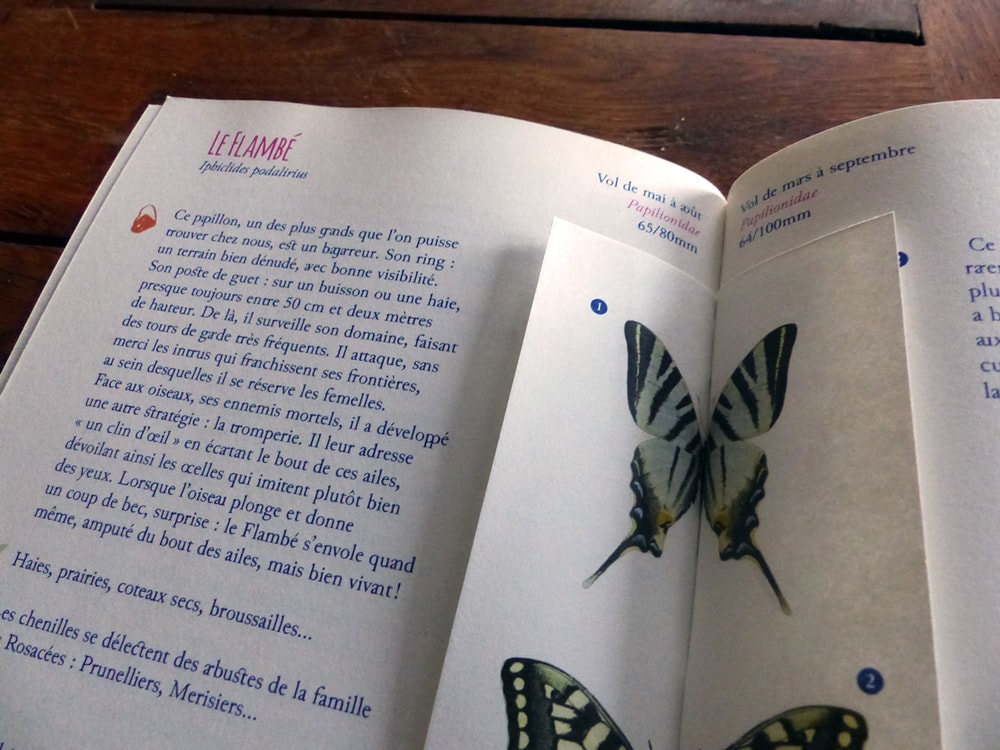 LE FLAMBÉ
Iphiclides podalirius
Vol de mai à août
Papilionidae
65/80mm
Ce papillon, un des plus grands que l'on puisse
trouver chez nous, est un bagarreur. Son ring :
un terrain bien dénudé, avec bonne visibilité.
Son poste de guet : sur un buisson ou une haie,
presque toujours entre 50 cm et deux mètres
de hauteur. De là, il surveille son domaine, faisant
des tours de garde très fréquents. Il attaque, sans
merci les intrus qui franchissent ses frontières,
au sein desquelles il se réserve les femelles.
Face aux oiseaux, ses ennemis mortels, il a développé
une autre stratégie : la tromperie. Il leur adresse
« un clin d'œil » en écartant le bout de ces ailes,
dévoilant ainsi les ocelles qui imitent plutôt bien
des yeux. Lorsque l'oiseau plonge et donne
un coup de bec, surprise : le Flambé s'envole quand
même, amputé du bout des ailes, mais bien vivant !
Haies, prairies, coteaux secs, broussailles...
es chenilles se délectent des arbustes de la famille
Rosacées : Prunelliers, Merisiers...
Vol de mars à septembre
Papilionidae
64/100mm
1
2
Ce
plu
a b
aux
cu
la